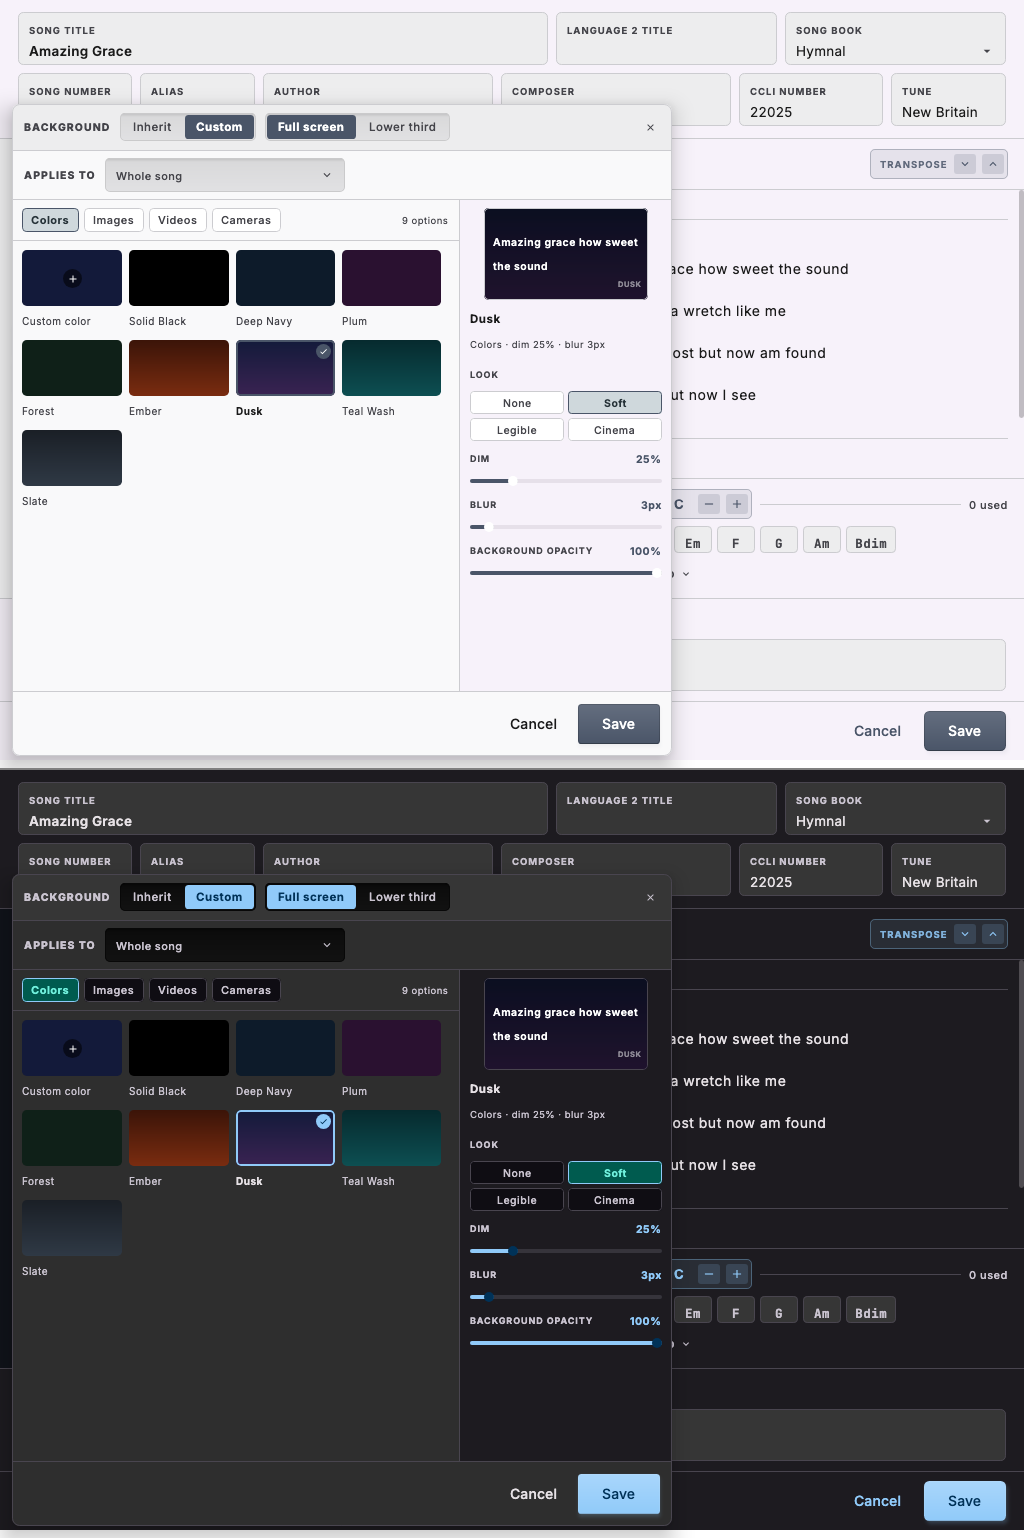 SONG TITLE
Amazing Grace
LANGUAGE 2 TITLE
SONG BOOK
Hymnal
SONG NUMBER
ALIAS
AUTHOR
COMPOSER
CCLI NUMBER
22025
TUNE
New Britain
BACKGROUND
Inherit
Custom
Full screen
Lower third
×
APPLIES TO
Whole song
TRANSPOSE
Colors
Images
Videos
Cameras
9 options
Custom color
Solid Black
Deep Navy
Plum
Forest
Ember
Dusk
Teal Wash
Slate
Amazing grace how sweet
the sound
DUSK
Dusk
Colors · dim 25% · blur 3px
LOOK
None
Soft
Legible
Cinema
DIM
25%
BLUR
3px
BACKGROUND OPACITY
100%
how sweet the sound
a wretch like me
but now am found
now I see
C
0 used
Em
F
G
Am
Bdim
Cancel
Save
Cancel
Save
SONG TITLE
Amazing Grace
LANGUAGE 2 TITLE
SONG BOOK
Hymnal
SONG NUMBER
ALIAS
AUTHOR
COMPOSER
CCLI NUMBER
22025
TUNE
New Britain
BACKGROUND
Inherit
Custom
Full screen
Lower third
×
APPLIES TO
Whole song
TRANSPOSE
Colors
Images
Videos
Cameras
9 options
Custom color
Solid Black
Deep Navy
Plum
Forest
Ember
Dusk
Teal Wash
Slate
Amazing grace how sweet
the sound
DUSK
Dusk
Colors · dim 25% · blur 3px
LOOK
None
Soft
Legible
Cinema
DIM
25%
BLUR
3px
BACKGROUND OPACITY
100%
how sweet the sound
a wretch like me
but now am found
now I see
C
0 used
Em
F
G
Am
Bdim
Cancel
Save
Cancel
Save